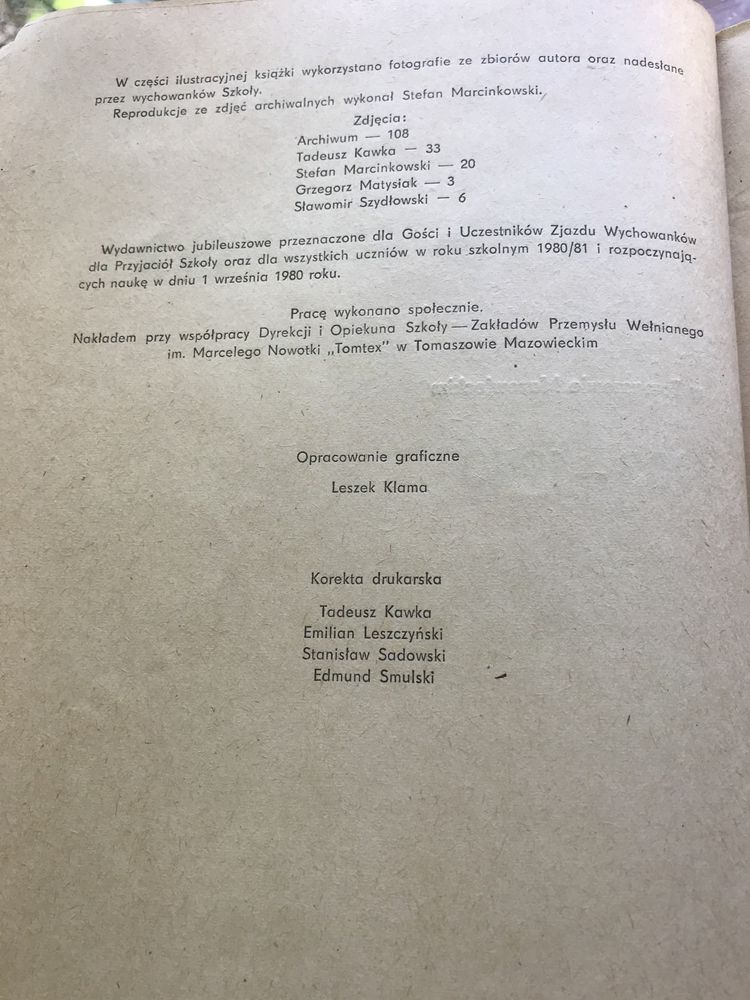 W części ilustracyjnej książki wykorzystano fotografie ze zbiorów autora oraz nadesłane
przez wychowanków Szkoły.
Reprodukcje ze zdjęć archiwalnych wykonał Stefan Marcinkowski.
Zdjęcia:
Archiwum — 108
Tadeusz Kawka — 33
Stefan Marcinkowski — 20
Grzegorz Matysiak — 3
Sławomir Szydłowski — 6
Wydawnictwo jubileuszowe przeznaczone dla Gości i Uczestników Zjazdu Wychowanków
dla Przyjaciół Szkoły oraz dla wszystkich uczniów w roku szkolnym 1980/81 i rozpoczynają-
cych naukę w dniu 1 września 1980 roku.
Pracę wykonano społecznie.
Nakładem przy współpracy Dyrekcji i Opiekuna Szkoły — Zakładów Przemysłu Wełnianego
im. Marcelego Nowotki „Tomtex” w Tomaszowie Mazowieckim
Opracowanie graficzne
Leszek Klama
Korekta drukarska
Tadeusz Kawka
Emilian Leszczyński
Stanisław Sadowski
Edmund Smulski